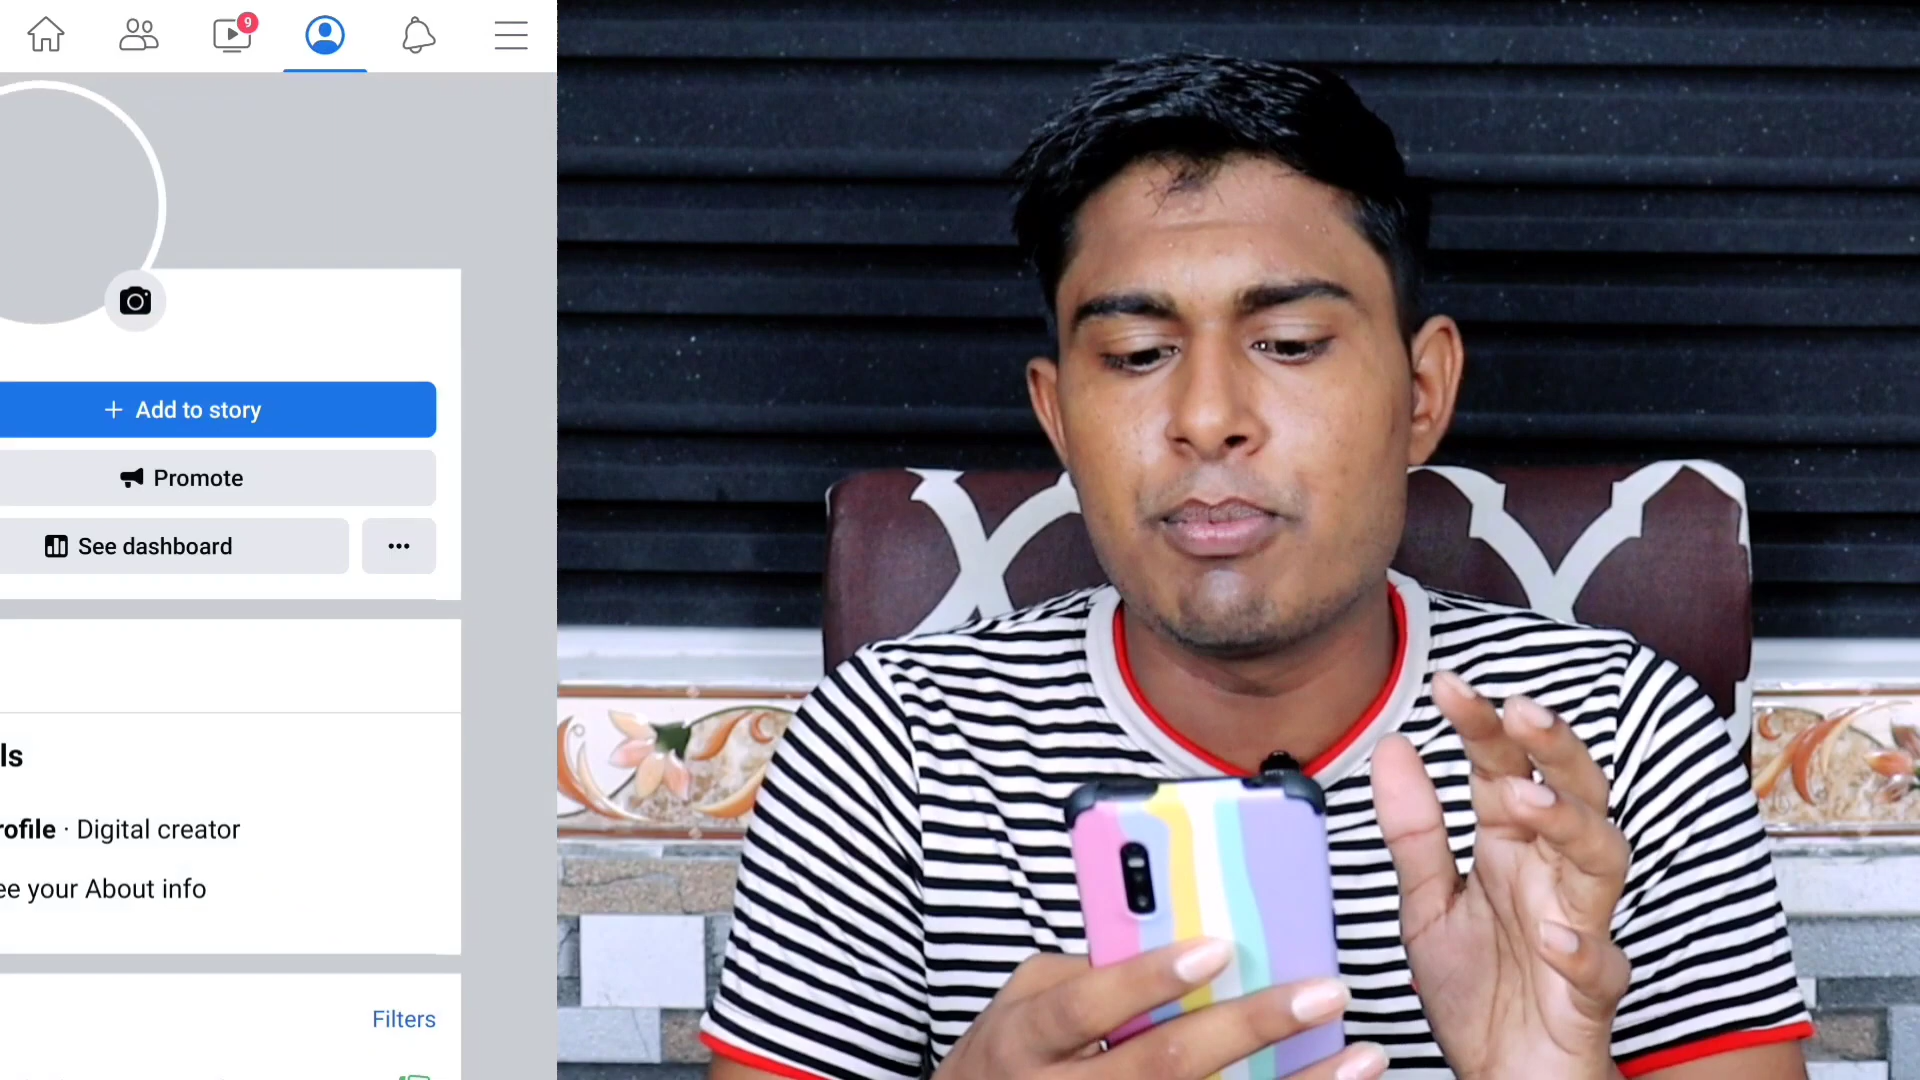 9
+ Add to story
Promote
See dashboard
ls
rofile · Digital creator
ee your About info
Filters